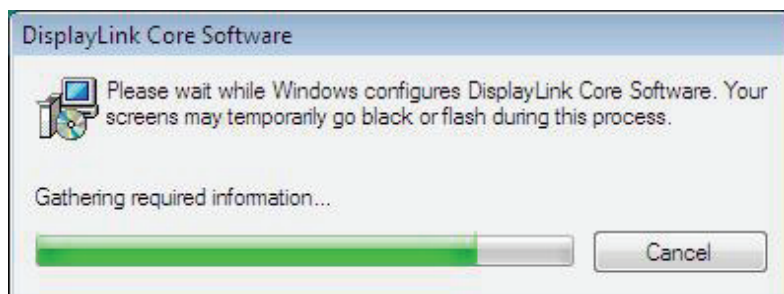 DisplayLink Core Software
Please wait while Windows configures DisplayLink Core Software. Your
screens may temporarily go black or flash during this process.
Gathering required information...
Cancel